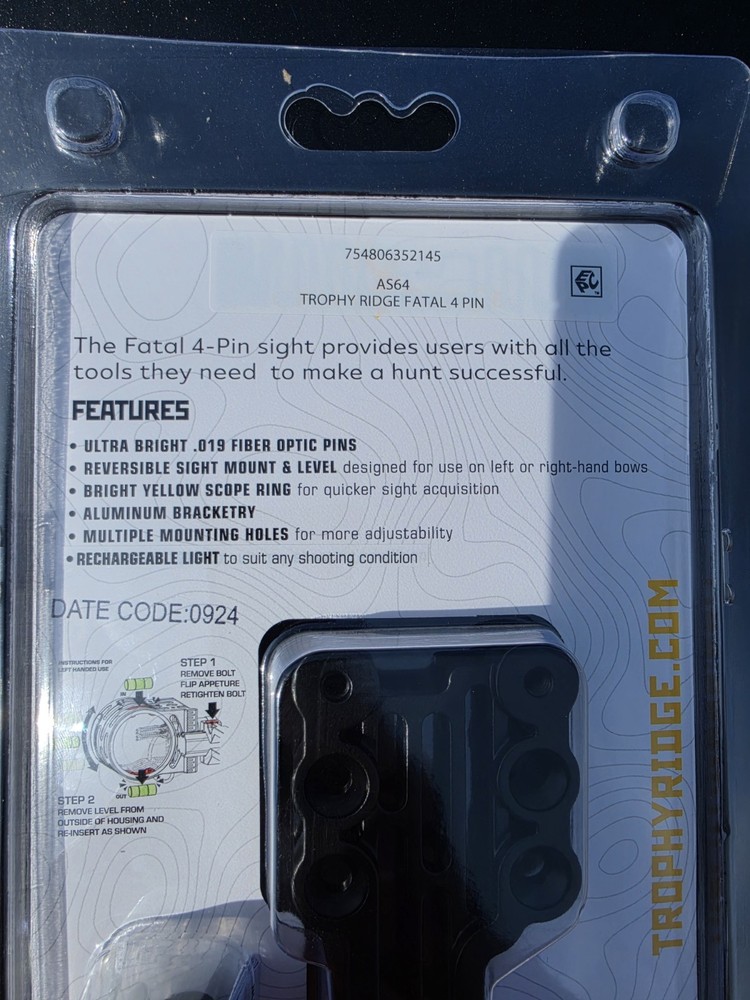 754806352145
AS64
TROPHY RIDGE FATAL 4 PIN
EPC
The Fatal 4-Pin sight provides users with all the
tools they need to make a hunt successful.
FEATURES
• ULTRA BRIGHT .019 FIBER OPTIC PINS
• REVERSIBLE SIGHT MOUNT & LEVEL designed for use on left or right-hand bows
• BRIGHT YELLOW SCOPE RING for quicker sight acquisition
• ALUMINUM BRACKETRY
• MULTIPLE MOUNTING HOLES for more adjustability
• RECHARGEABLE LIGHT to suit any shooting condition
DATE CODE:0924
INSTRUCTIONS FOR
LEFT HANDED USE
STEP 1
REMOVE BOLT
FLIP APPETURE
RETIGHTEN BOLT
IN
OUT
STEP 2
REMOVE LEVEL FROM
OUTSIDE OF HOUSING AND
RE-INSERT AS SHOWN
TROPHYRIDGE.COM